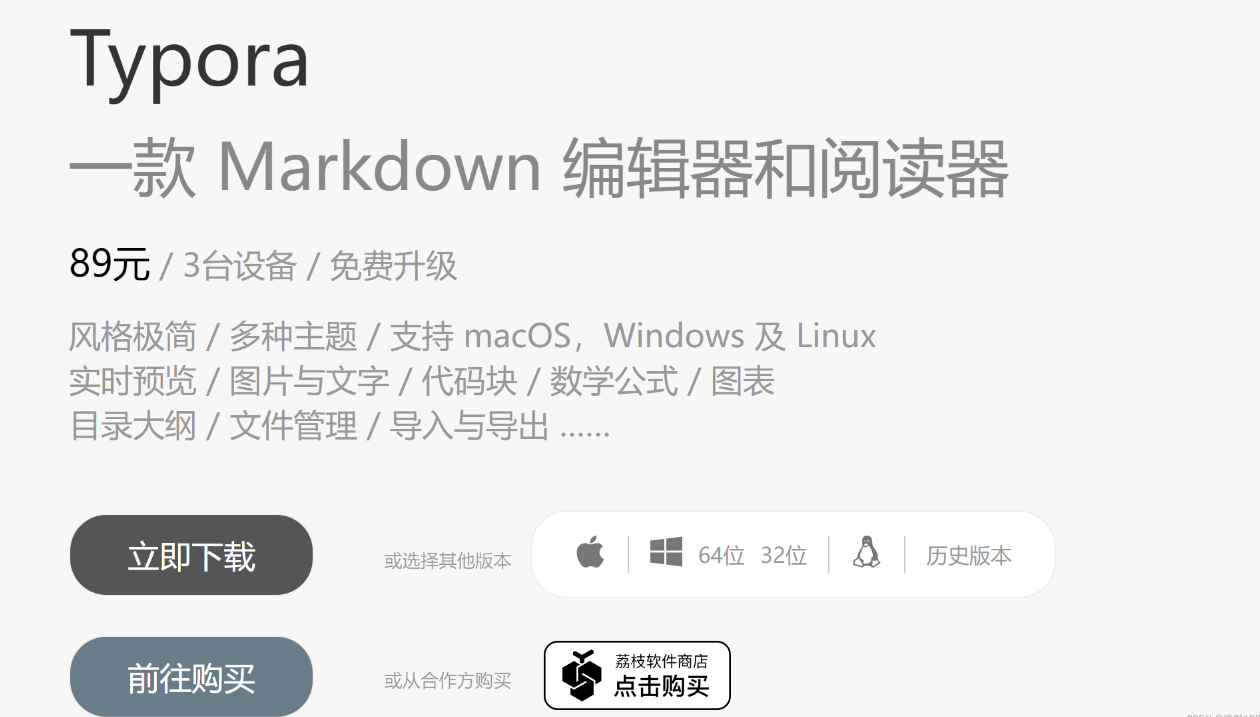 Typora
一款 Markdown 编辑器和阅读器
89元 / 3台设备 / 免费升级
风格极简 / 多种主题 / 支持 macOS，Windows 及 Linux
实时预览 / 图片与文字 / 代码块 / 数学公式 / 图表
目录大纲 / 文件管理 / 导入与导出 ......
立即下载
或选择其他版本
64位 32位
历史版本
前往购买
或从合作方购买
荔枝软件商店
点击购买